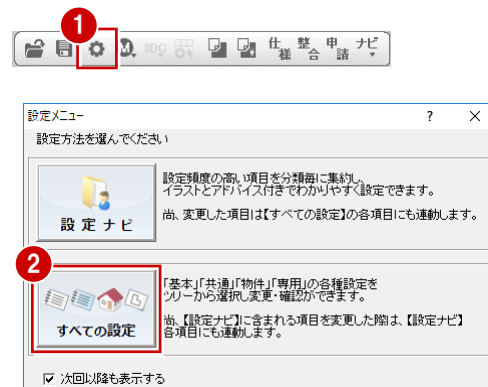 1
M 3DC 仕様 整合 申請 ナビ
設定メニュー ? ×
設定方法を選んでください
設定ナビ
設定頻度の高い項目を分類毎に集約し、
イラストとアドバイス付きでわかりやすく設定できます。
尚、変更した項目は【すべての設定】の各項目にも連動します。
2
すべての設定
「基本」「共通」「物件」「専用」の各種設定を
ツリーから選択し変更・確認ができます。
尚、【設定ナビ】に含まれる項目を変更した際は、【設定ナビ】
各項目にも連動します。
次回以降も表示する